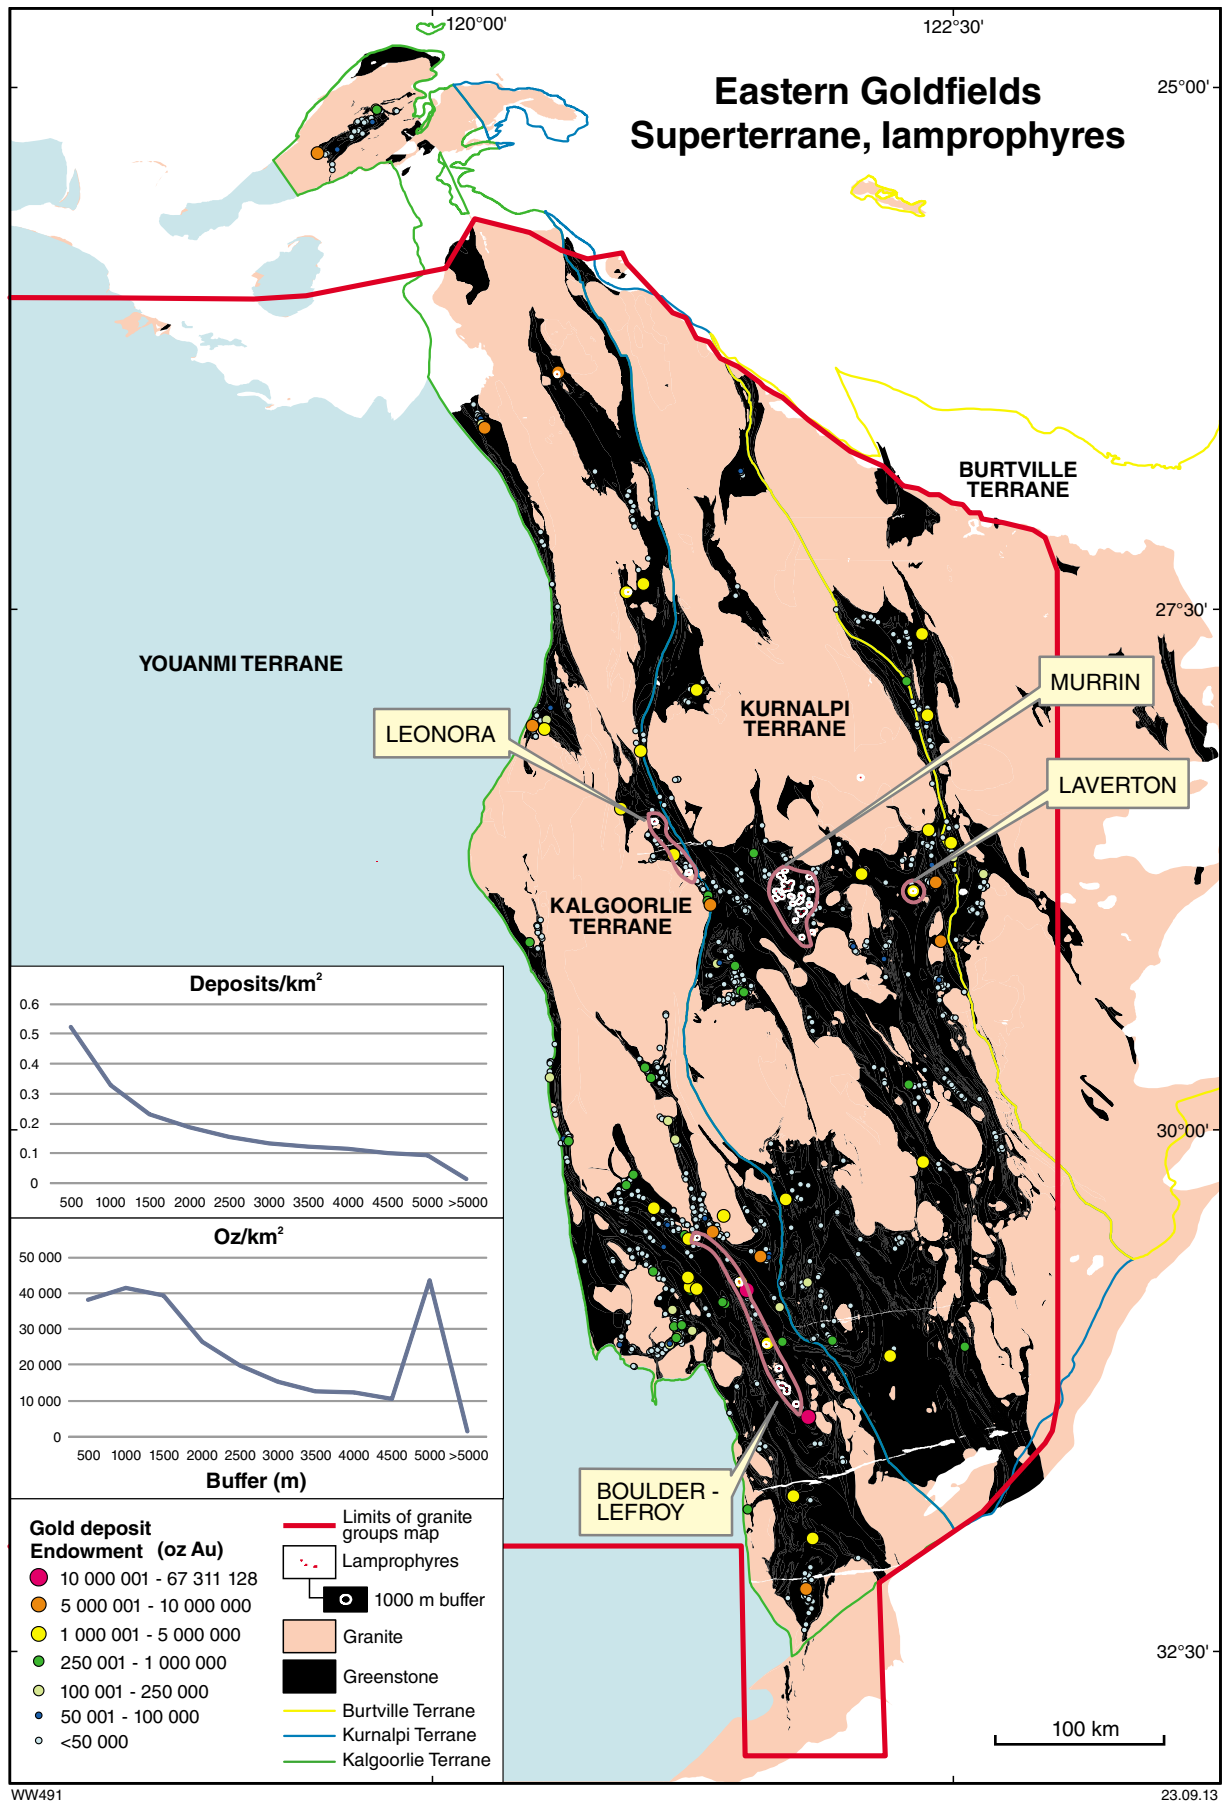 120°00'
122°30'
Eastern Goldfields
Superterrane, lamprophyres
25°00'
BURTVILLE
TERRANE
27°30'
YOUANMI TERRANE
MURRIN
KURNALPI
TERRANE
LEONORA
LAVERTON
KALGOORLIE
TERRANE
Deposits/km²
0.6
0.5
0.4
0.3
0.2
0.1
0
500 1000 1500 2000 2500 3000 3500 4000 4500 5000 >5000
30°00'
Oz/km²
50 000
40 000
30 000
20 000
10 000
0
500 1000 1500 2000 2500 3000 3500 4000 4500 5000 >5000
Buffer (m)
BOULDER -
LEFROY
Gold deposit
Endowment (oz Au)
10 000 001 - 67 311 128
5 000 001 - 10 000 000
1 000 001 - 5 000 000
250 001 - 1 000 000
100 001 - 250 000
50 001 - 100 000
<50 000
Limits of granite
groups map
Lamprophyres
1000 m buffer
Granite
Greenstone
Burtville Terrane
Kurnalpi Terrane
Kalgoorlie Terrane
32°30'
100 km
WW491
23.09.13